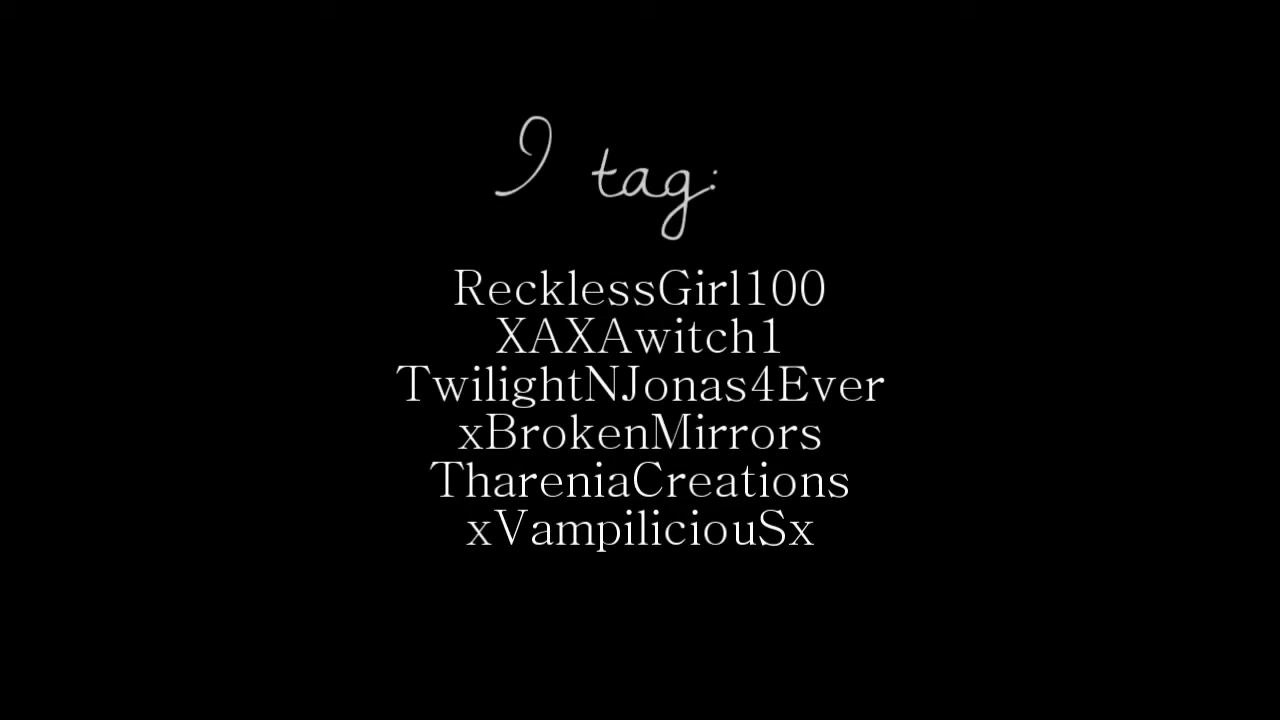 I tag:
RecklessGirl100
XAXAwitch1
TwilightNJonas4Ever
xBrokenMirrors
ThareniaCreations
xVampiliciouSx